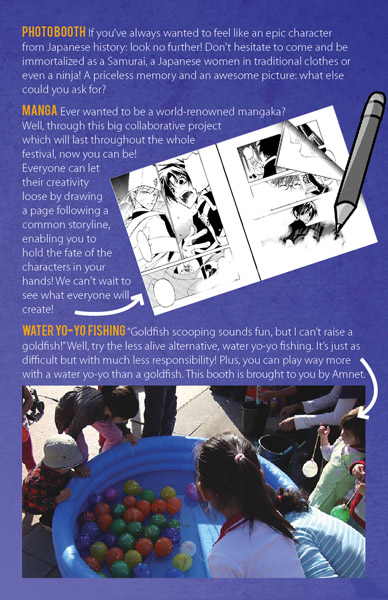 PHOTOBOOTH If you've always wanted to feel like an epic character
from Japanese history: look no further! Don't hesitate to come and be
immortalized as a Samurai, a Japanese women in traditional clothes or
even a ninja! A priceless memory and an awesome picture: what else
could you ask for?
MANGA Ever wanted to be a world-renowned mangaka?
Well, through this big collaborative project
which will last throughout the whole
festival, now you can be!
Everyone can let
their creativity
loose by drawing
a page following a
common storyline,
enabling you to
hold the fate of the
characters in your
hands! We can't wait to
see what everyone will
create!
WATER YO-YO FISHING "Goldfish scooping sounds fun, but I can't raise a
goldfish!" Well, try the less alive alternative, water yo-yo fishing. It's just as
difficult but with much less responsibility! Plus, you can play way more
with a water yo-yo than a goldfish. This booth is brought to you by Amnet.